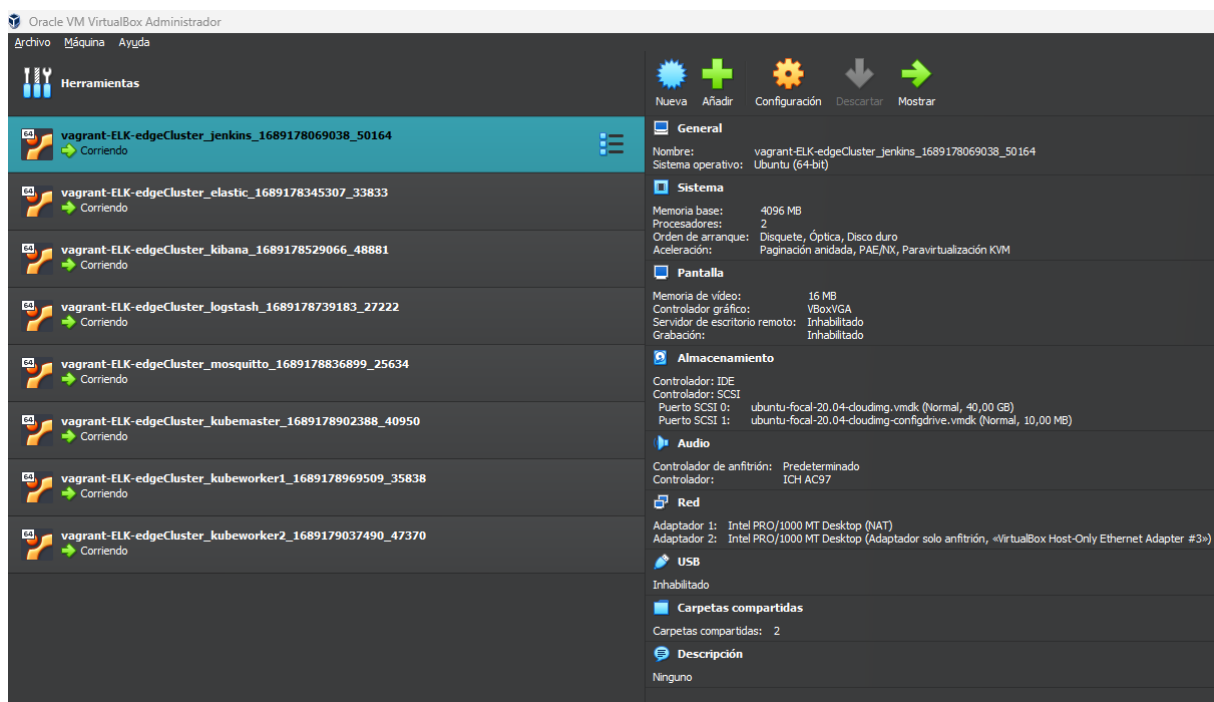 Oracle VM VirtualBox Administrador
Archivo Máquina Ayuda
Herramientas
Nueva Añadir Configuración Descartar Mostrar
64 vagrant-ELK-edgeCluster_jenkins_1689178069038_50164
Corriendo
64 vagrant-ELK-edgeCluster_elastic_1689178345307_33833
Corriendo
64 vagrant-ELK-edgeCluster_kibana_1689178529066_48881
Corriendo
64 vagrant-ELK-edgeCluster_logstash_1689178739183_27222
Corriendo
64 vagrant-ELK-edgeCluster_mosquitto_1689178836899_25634
Corriendo
64 vagrant-ELK-edgeCluster_kubemaster_1689178902388_40950
Corriendo
64 vagrant-ELK-edgeCluster_kubeworker1_1689178969509_35838
Corriendo
64 vagrant-ELK-edgeCluster_kubeworker2_1689179037490_47370
Corriendo
General
Nombre: vagrant-ELK-edgeCluster_jenkins_1689178069038_50164
Sistema operativo: Ubuntu (64-bit)
Sistema
Memoria base: 4096 MB
Procesadores: 2
Orden de arranque: Disquete, Óptica, Disco duro
Aceleración: Paginación anidada, PAE/NX, Paravirtualización KVM
Pantalla
Memoria de vídeo: 16 MB
Controlador gráfico: VBoxVGA
Servidor de escritorio remoto: Inhabilitado
Grabación: Inhabilitado
Almacenamiento
Controlador: IDE
Controlador: SCSI
Puerto SCSI 0: ubuntu-focal-20.04-cloudimg.vmdk (Normal, 40,00 GB)
Puerto SCSI 1: ubuntu-focal-20.04-cloudimg-configdrive.vmdk (Normal, 10,00 MB)
Audio
Controlador de anfitrión: Predeterminado
Controlador: ICH AC97
Red
Adaptador 1: Intel PRO/1000 MT Desktop (NAT)
Adaptador 2: Intel PRO/1000 MT Desktop (Adaptador solo anfitrión, «VirtualBox Host-Only Ethernet Adapter #3»)
USB
Inhabilitado
Carpetas compartidas
Carpetas compartidas: 2
Descripción
Ninguno